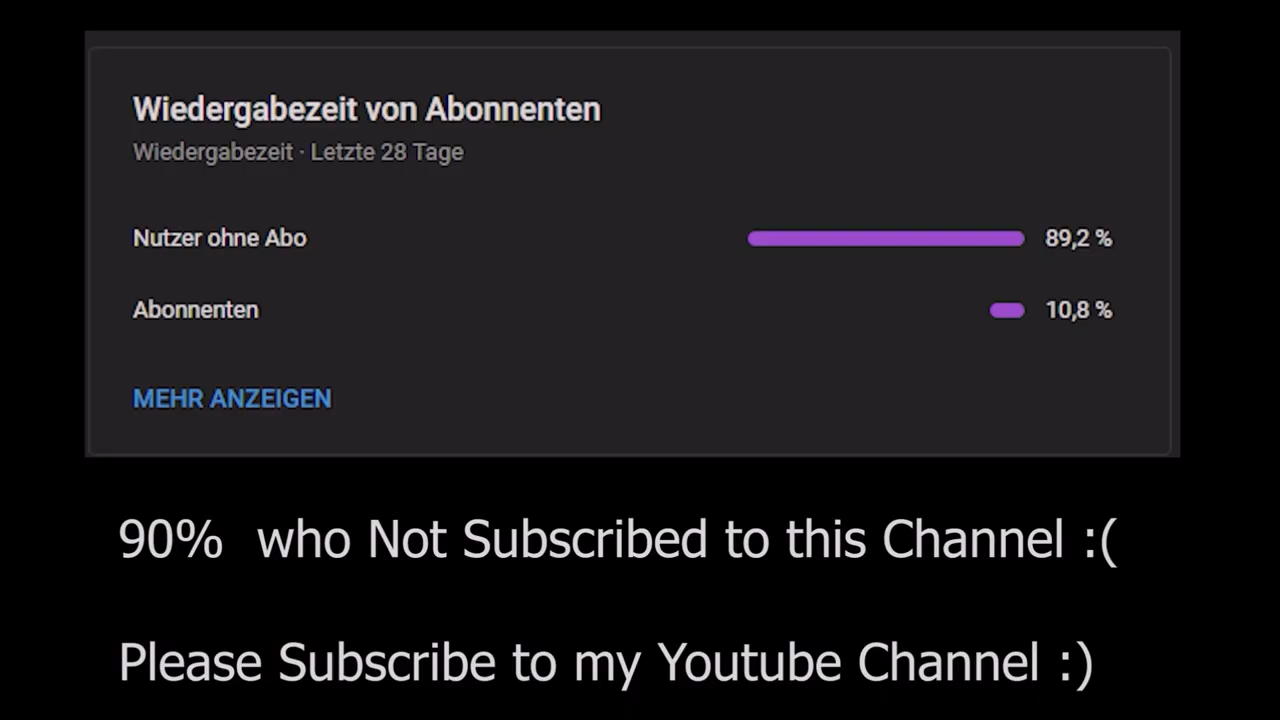 Wiedergabezeit von Abonnenten
Wiedergabezeit · Letzte 28 Tage
Nutzer ohne Abo 89,2 %
Abonnenten 10,8 %
MEHR ANZEIGEN
90% who Not Subscribed to this Channel :(
Please Subscribe to my Youtube Channel :)